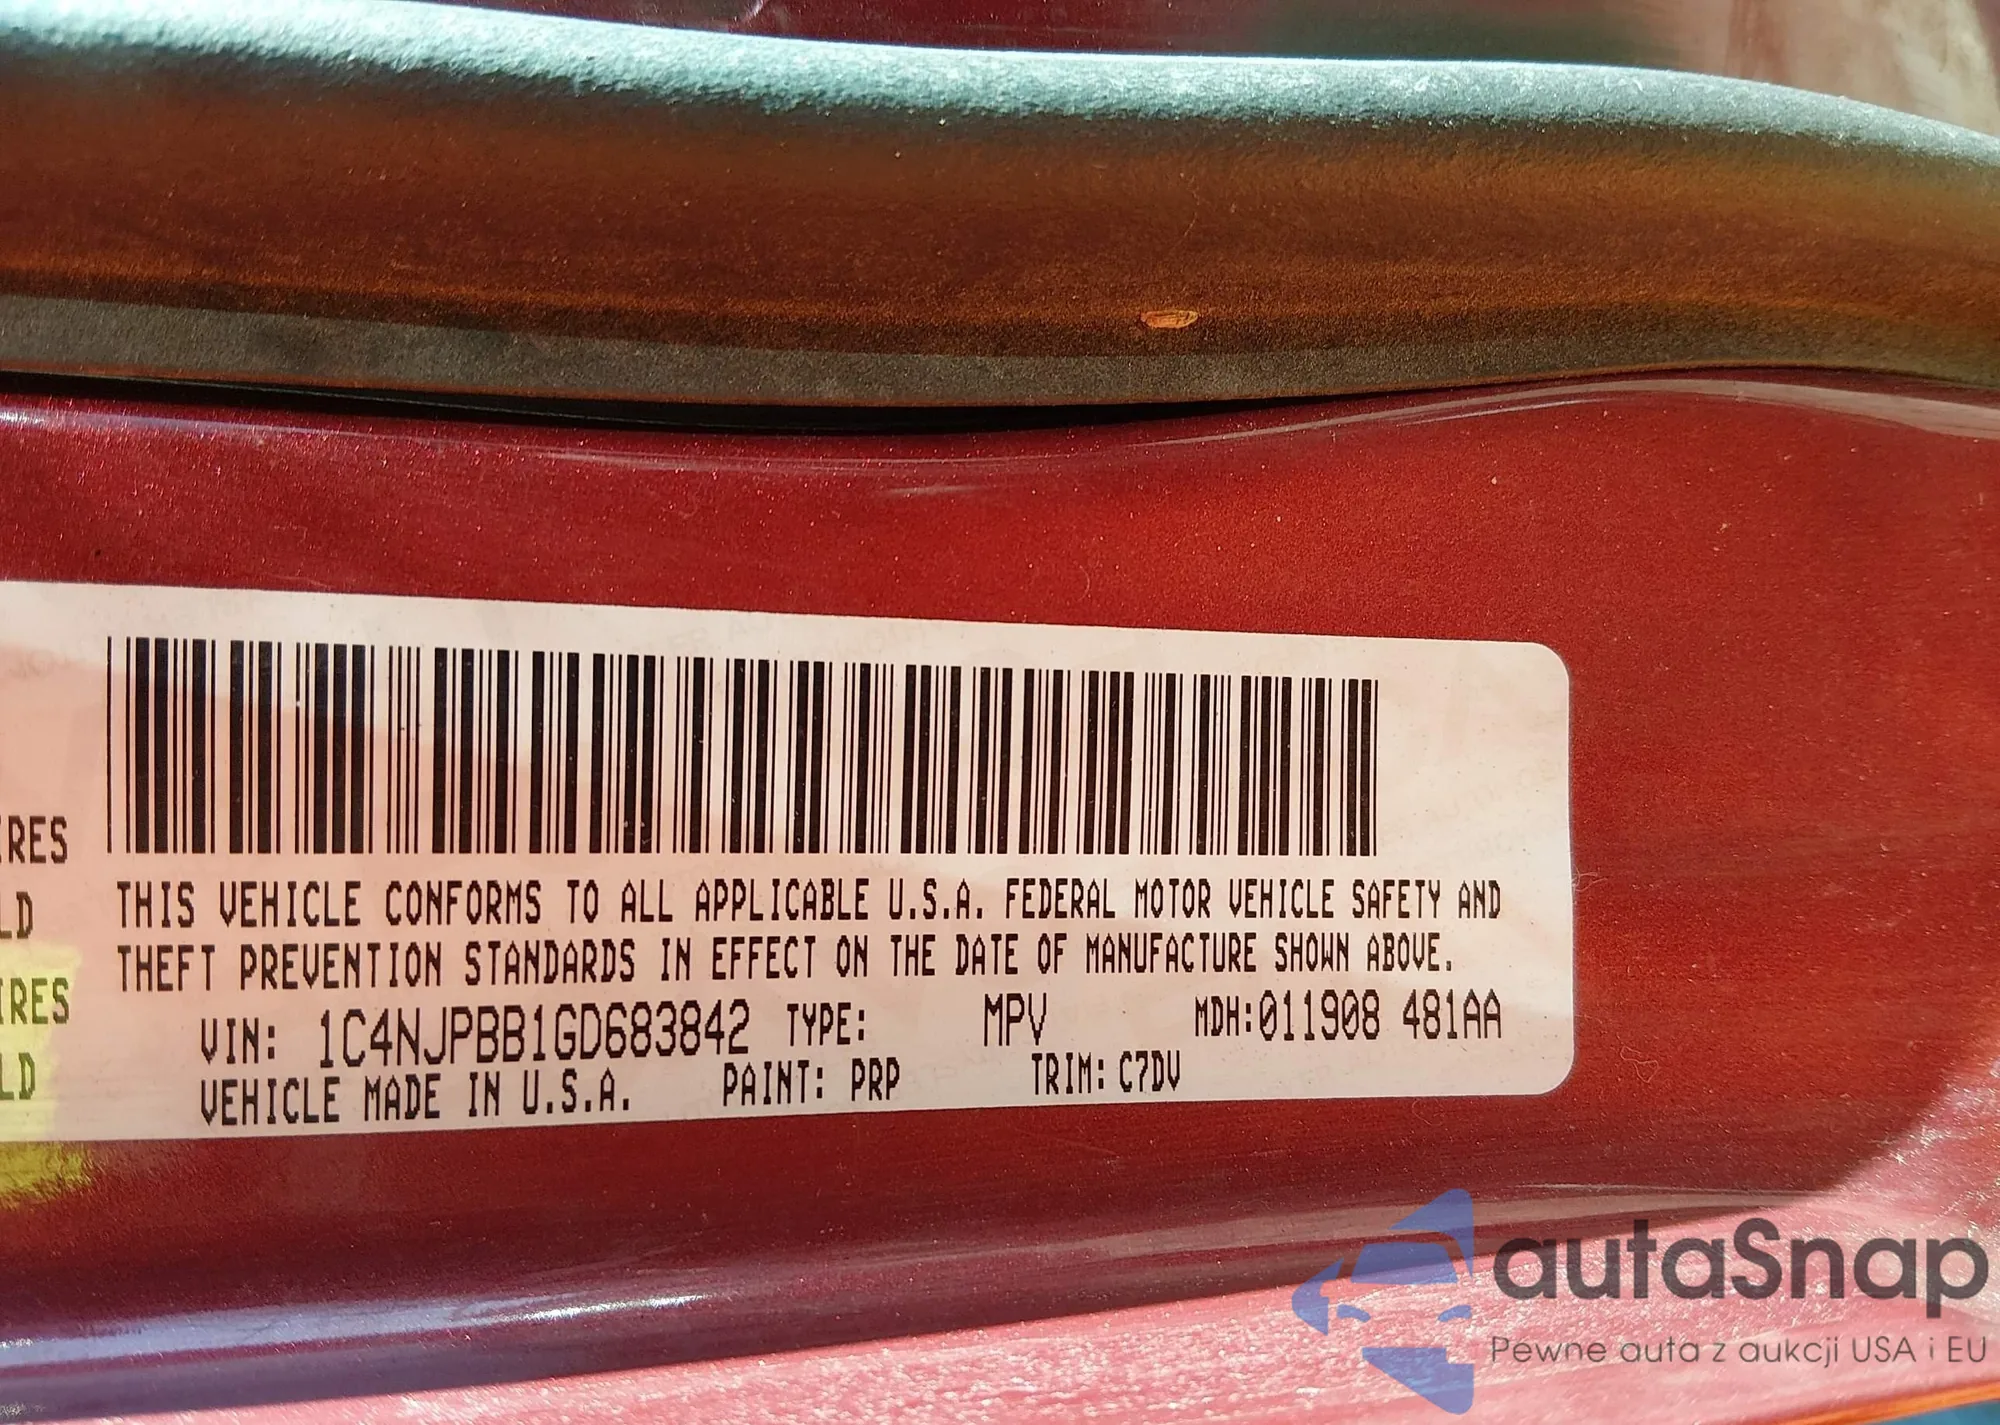 IRES
LD
IRES
LD
THIS VEHICLE CONFORMS TO ALL APPLICABLE U.S.A. FEDERAL MOTOR VEHICLE SAFETY AND
THEFT PREVENTION STANDARDS IN EFFECT ON THE DATE OF MANUFACTURE SHOWN ABOVE.
VIN: 1C4NJPBB1GD683842 TYPE: MPV MDH:011908 481AA
VEHICLE MADE IN U.S.A. PAINT: PRP TRIM: C7DV
autaSnap
Pewne auta z aukcji USA i EU